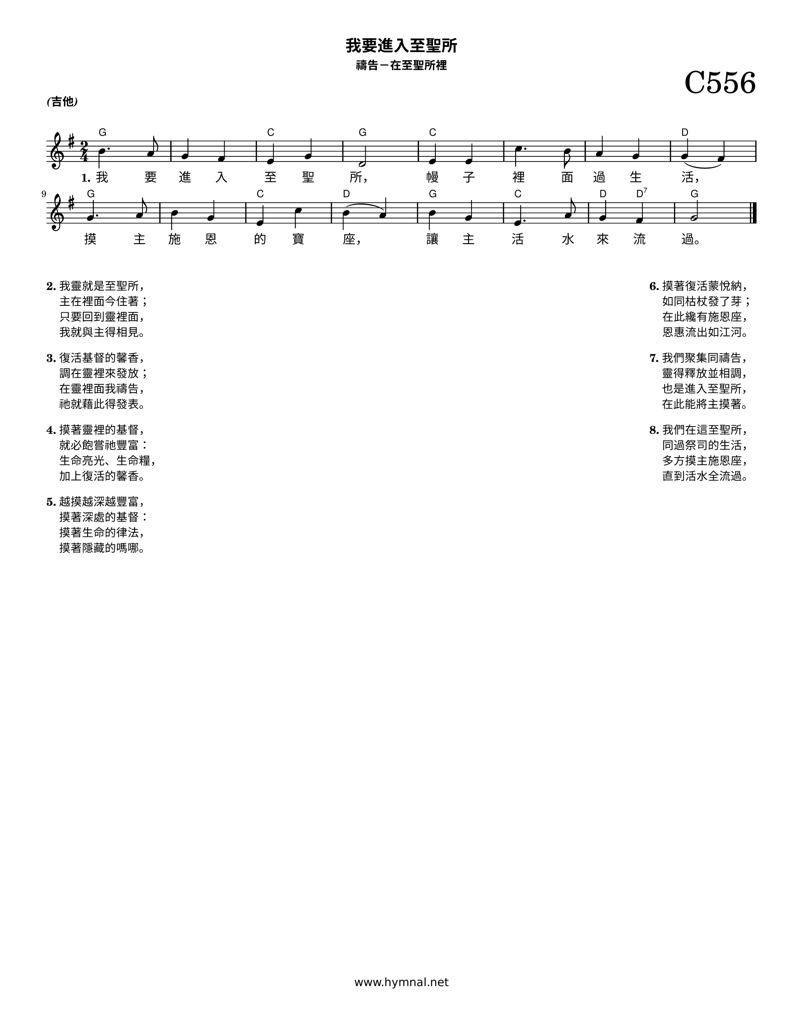 我要進入至聖所
禱告－在至聖所裡
C556
(吉他)
G C G C D
1. 我 要 進 入 至 聖 所， 幔 子 裡 面 過 生 活，
9 G C D G C D D7 G
摸 主 施 恩 的 寶 座， 讓 主 活 水 來 流 過。
2. 我靈就是至聖所，
主在裡面今住著；
只要回到靈裡面，
我就與主得相見。
3. 復活基督的馨香，
調在靈裡來發放；
在靈裡面我禱告，
祂就藉此得發表。
4. 摸著靈裡的基督，
就必飽嘗祂豐富：
生命亮光、生命糧，
加上復活的馨香。
5. 越摸越深越豐富，
摸著深處的基督：
摸著生命的律法，
摸著隱藏的嗎哪。
6. 摸著復活蒙悅納，
如同枯杖發了芽；
在此纔有施恩座，
恩惠流出如江河。
7. 我們聚集同禱告，
靈得釋放並相調，
也是進入至聖所，
在此能將主摸著。
8. 我們在這至聖所，
同過祭司的生活，
多方摸主施恩座，
直到活水全流過。
www.hymnal.net